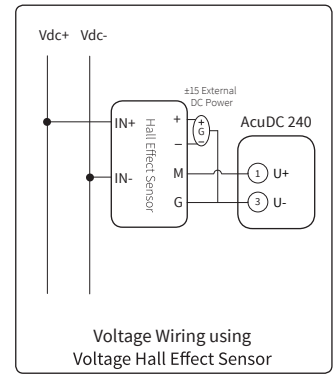 Vdc+ Vdc-
±15 External
DC Power
AcuDC 240
IN+
Hall Effect Sensor
+
+
G
−
−
IN-
M
1 U+
G
3 U-
Voltage Wiring using
Voltage Hall Effect Sensor